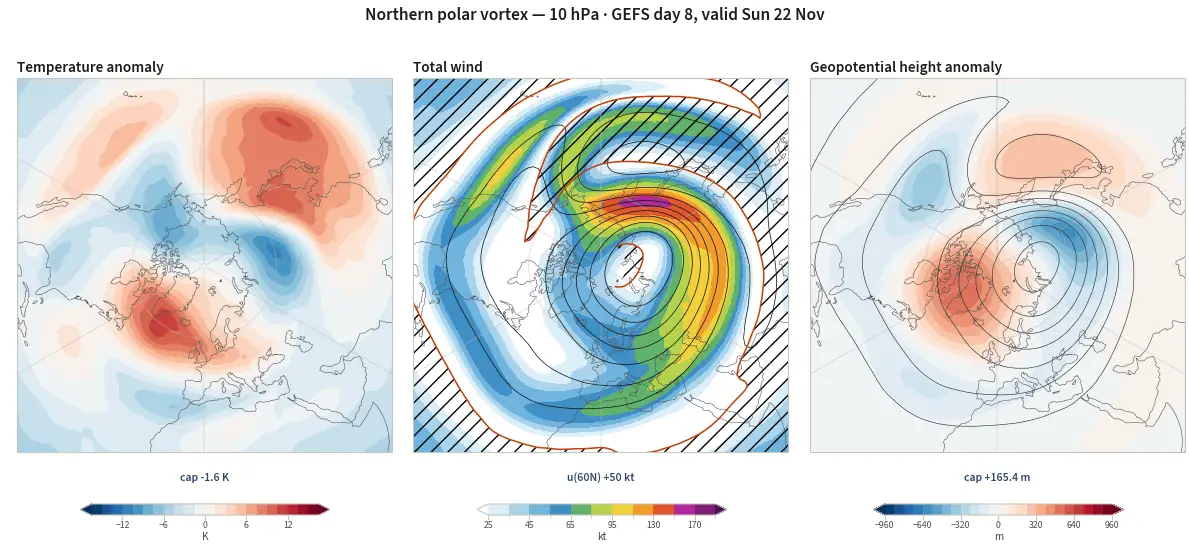 Northern polar vortex — 10 hPa · GEFS day 8, valid Sun 22 Nov
Temperature anomaly
Total wind
Geopotential height anomaly
cap -1.6 K
u(60N) +50 kt
cap +165.4 m
−12 −6 0 6 12
K
25 45 65 95 130 170
kt
−960 −640 −320 0 320 640 960
m